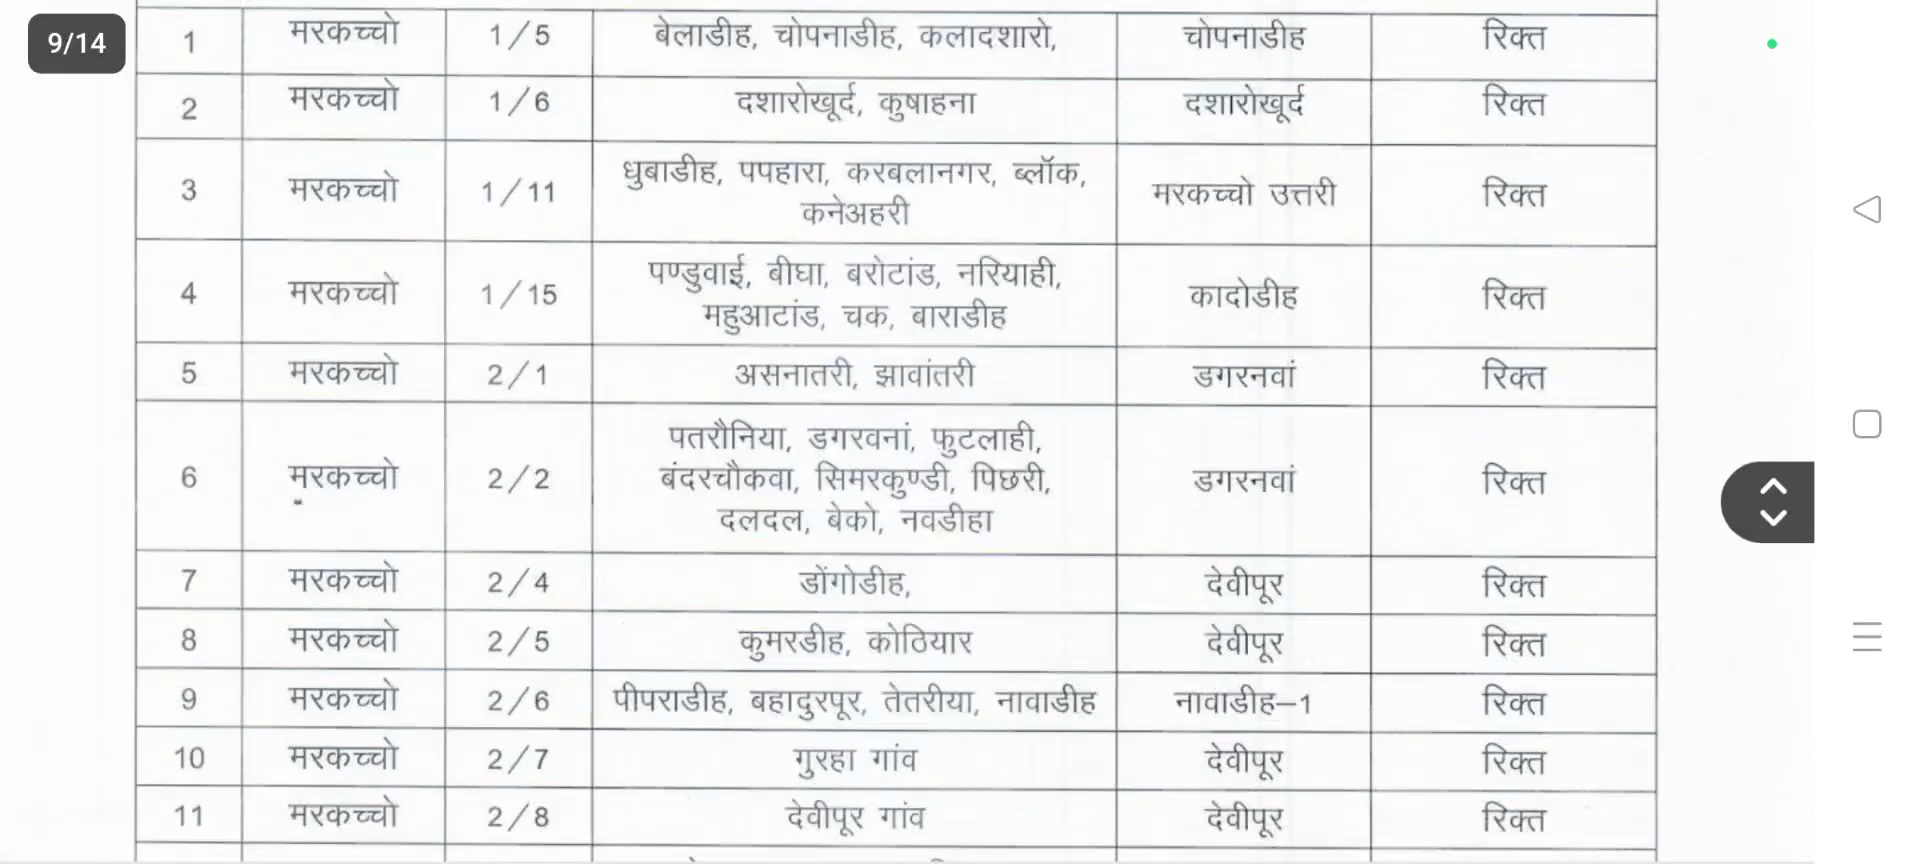 9/14
1 मरकच्चो 1/5 बेलाडीह, चोपनाडीह, कलादशारो, चोपनाडीह रिक्त
2 मरकच्चो 1/6 दशारोखूर्द, कुषाहना दशारोखूर्द रिक्त
3 मरकच्चो 1/11 धुबाडीह, पपहारा, करबलानगर, ब्लॉक, मरकच्चो उत्तरी रिक्त
कनेअहरी
4 मरकच्चो 1/15 पण्डुवाई, बीघा, बरोटांड, नरियाही, कादोडीह रिक्त
महुआटांड, चक, बाराडीह
5 मरकच्चो 2/1 असनातरी, झावांतरी डगरनवां रिक्त
6 मरकच्चो 2/2 पतरौनिया, डगरवनां, फुटलाही, डगरनवां रिक्त
बंदरचौकवा, सिमरकुण्डी, पिछरी,
दलदल, बेको, नवडीहा
7 मरकच्चो 2/4 डोंगोडीह, देवीपूर रिक्त
8 मरकच्चो 2/5 कुमरडीह, कोठियार देवीपूर रिक्त
9 मरकच्चो 2/6 पीपराडीह, बहादुरपूर, तेतरीया, नावाडीह नावाडीह–1 रिक्त
10 मरकच्चो 2/7 गुरहा गांव देवीपूर रिक्त
11 मरकच्चो 2/8 देवीपूर गांव देवीपूर रिक्त